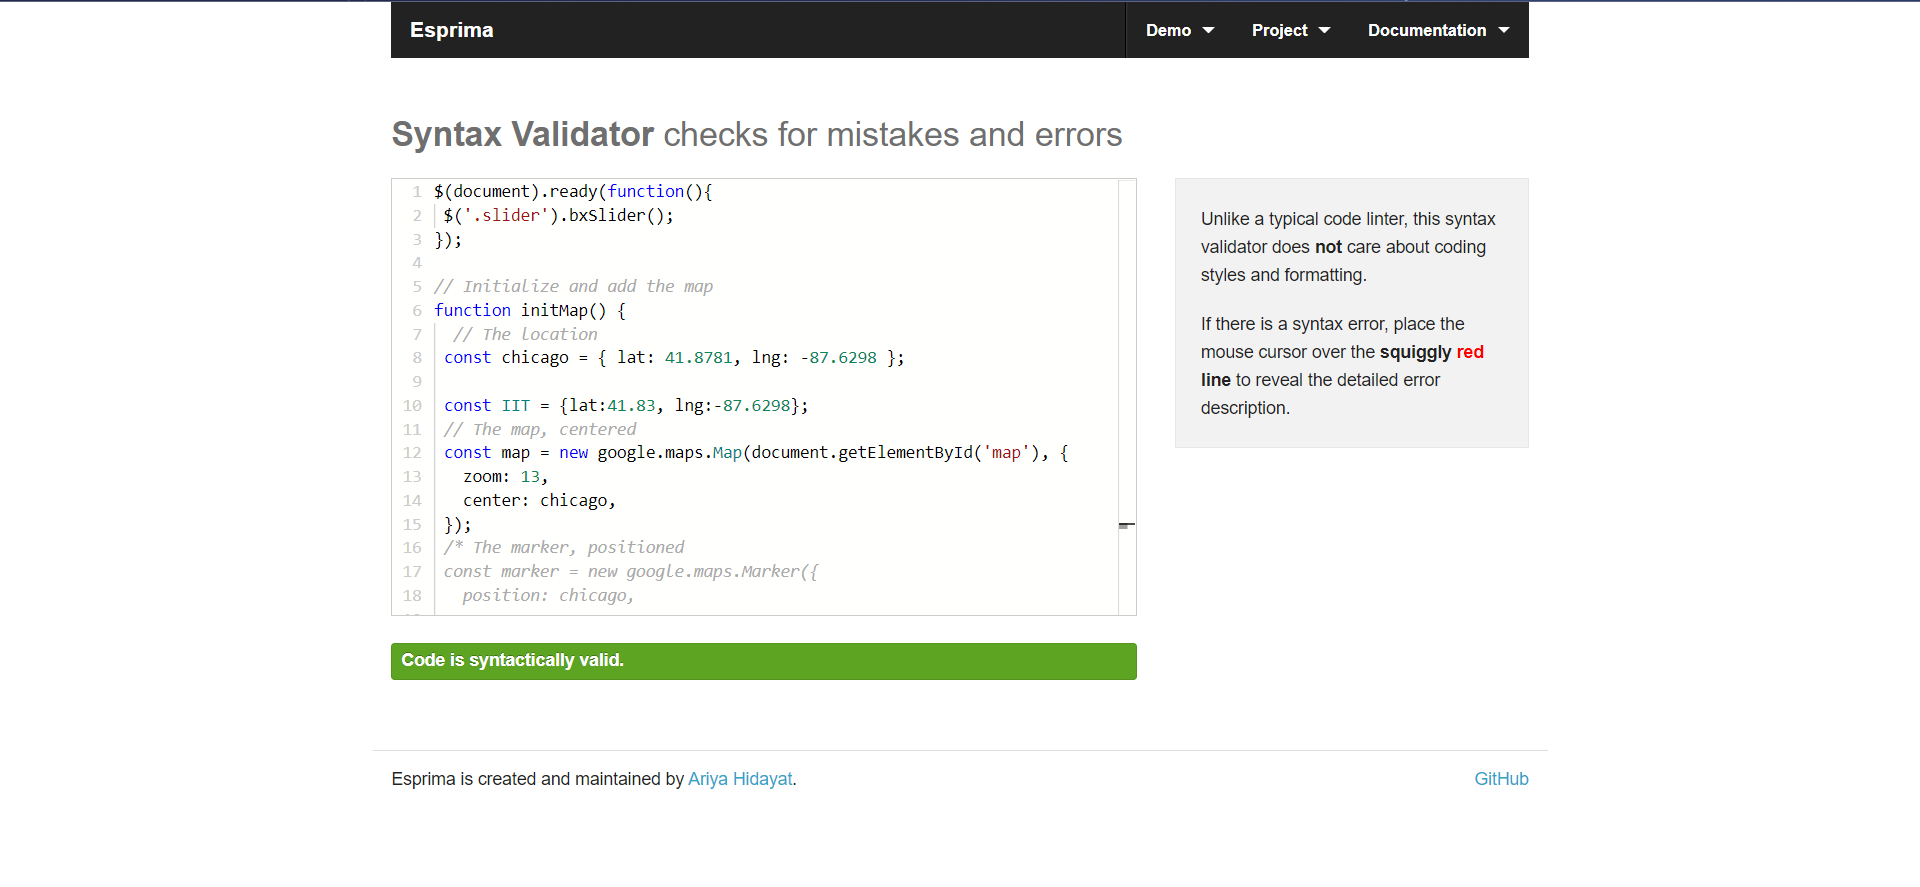 Esprima
Demo Project Documentation
Syntax Validator checks for mistakes and errors
1 $(document).ready(function(){
2 $('.slider').bxSlider();
3 });
4
5 // Initialize and add the map
6 function initMap() {
7 // The location
8 const chicago = { lat: 41.8781, lng: -87.6298 };
9
10 const IIT = {lat:41.83, lng:-87.6298};
11 // The map, centered
12 const map = new google.maps.Map(document.getElementById('map'), {
13 zoom: 13,
14 center: chicago,
15 });
16 /* The marker, positioned
17 const marker = new google.maps.Marker({
18 position: chicago,
Code is syntactically valid.
Unlike a typical code linter, this syntax
validator does not care about coding
styles and formatting.
If there is a syntax error, place the
mouse cursor over the squiggly red
line to reveal the detailed error
description.
Esprima is created and maintained by Ariya Hidayat.
GitHub